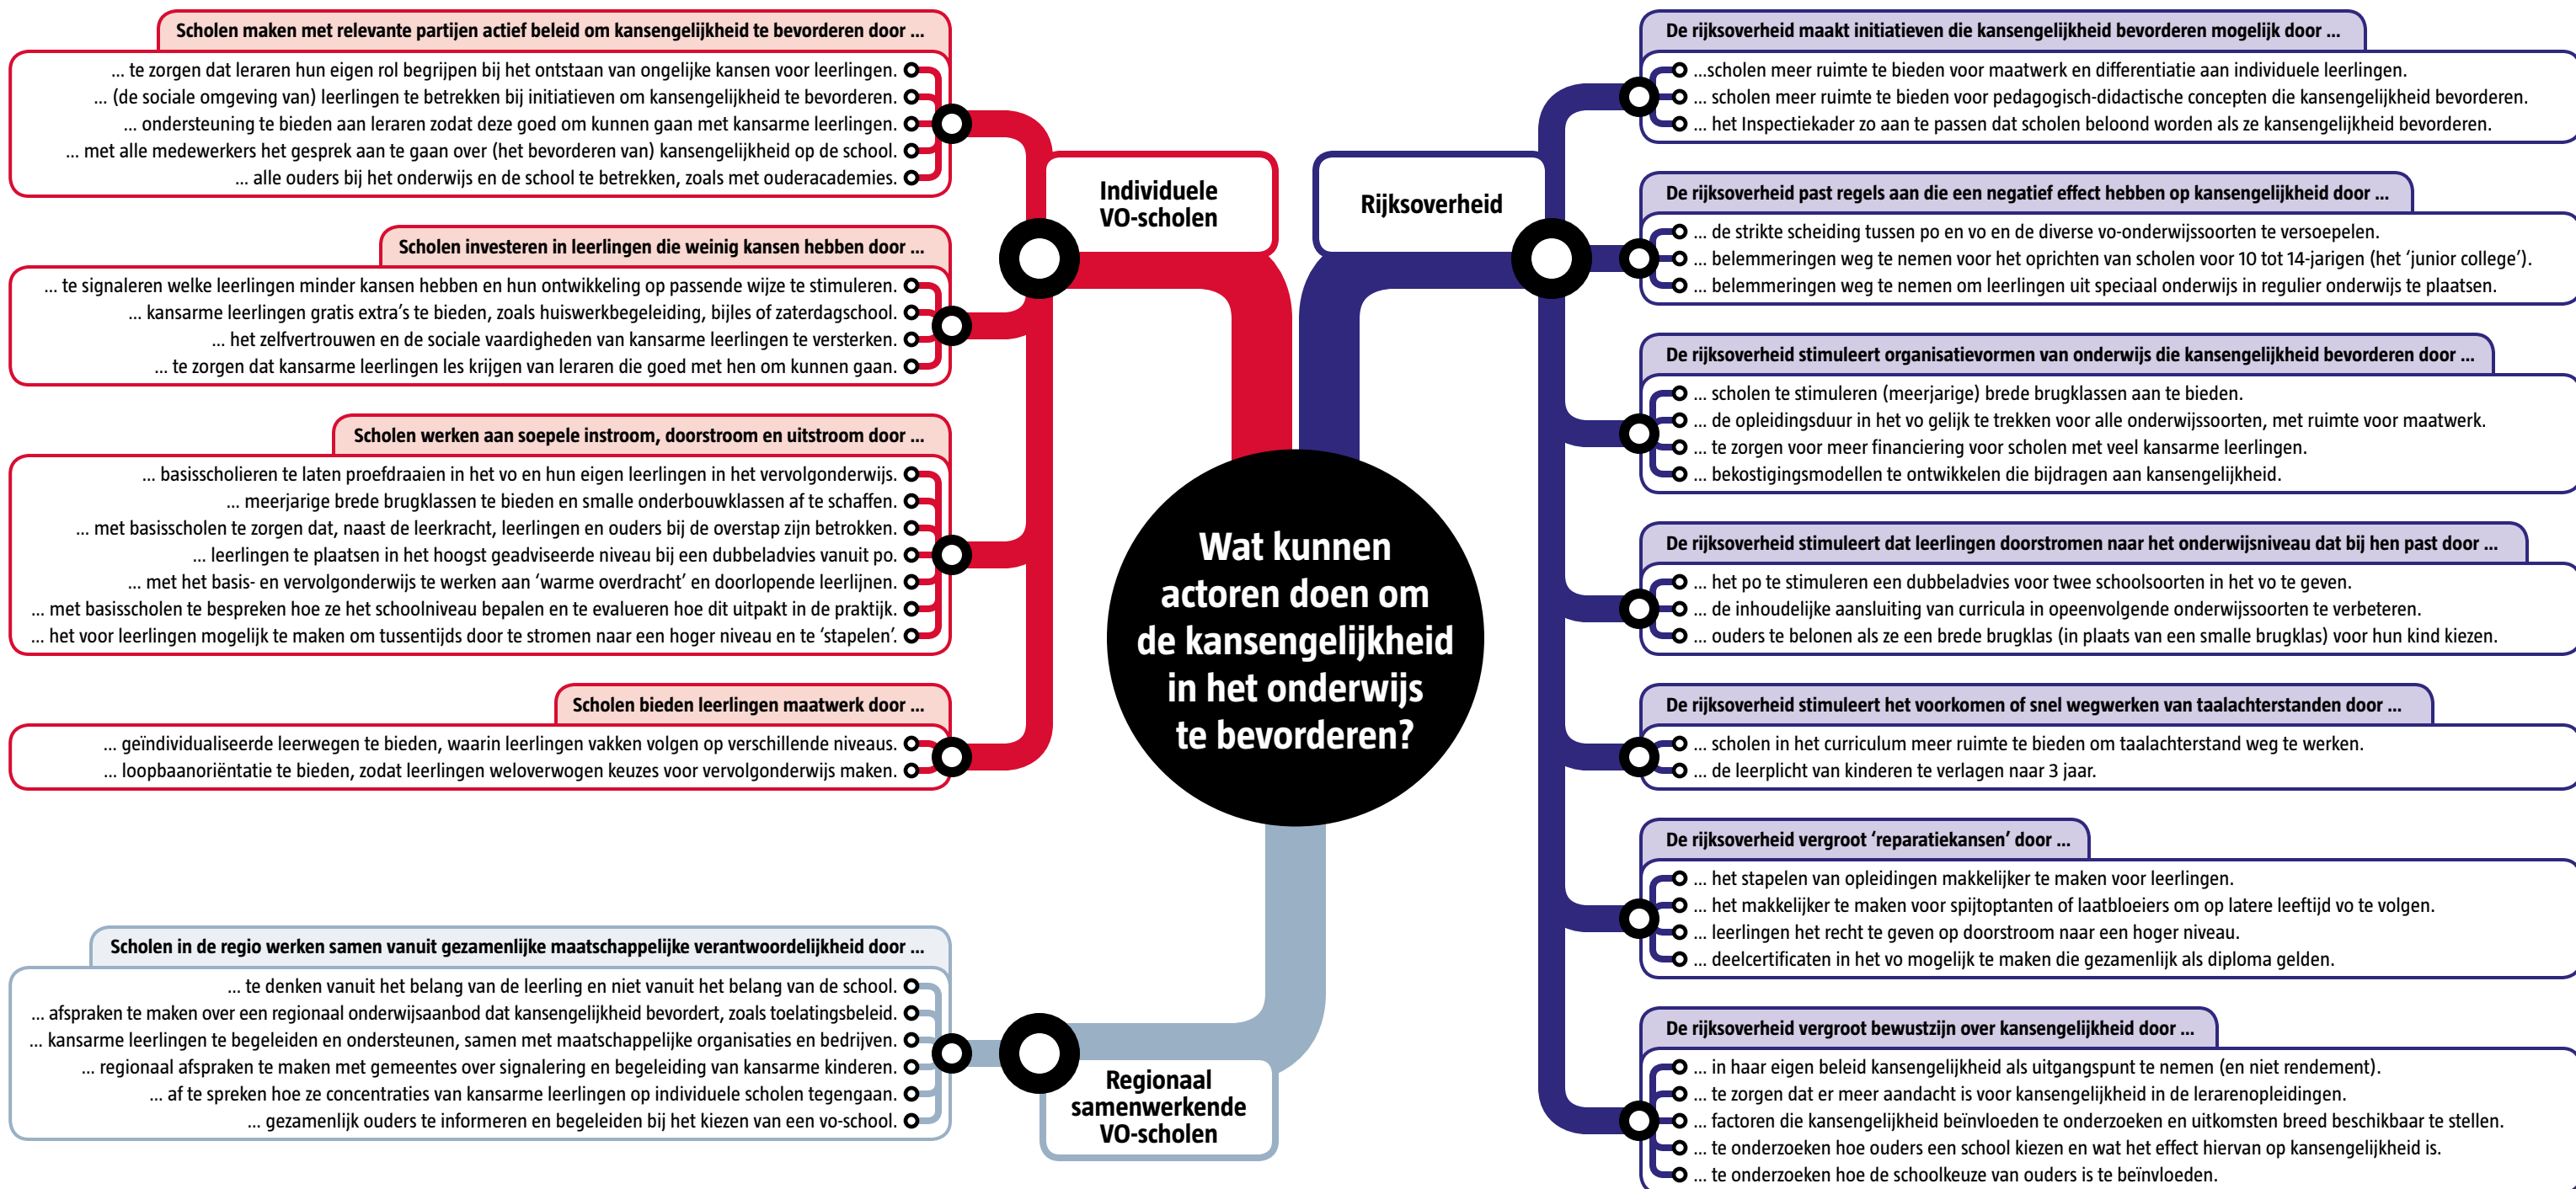 Scholen maken met relevante partijen actief beleid om kansengelijkheid te bevorderen door ...
... te zorgen dat leraren hun eigen rol begrijpen bij het ontstaan van ongelijke kansen voor leerlingen.
... (de sociale omgeving van) leerlingen te betrekken bij initiatieven om kansengelijkheid te bevorderen.
... ondersteuning te bieden aan leraren zodat deze goed om kunnen gaan met kansarme leerlingen.
... met alle medewerkers het gesprek aan te gaan over (het bevorderen van) kansengelijkheid op de school.
... alle ouders bij het onderwijs en de school te betrekken, zoals met ouderacademies.
Scholen investeren in leerlingen die weinig kansen hebben door ...
... te signaleren welke leerlingen minder kansen hebben en hun ontwikkeling op passende wijze te stimuleren.
... kansarme leerlingen gratis extra's te bieden, zoals huiswerkbegeleiding, bijles of zaterdagschool.
... het zelfvertrouwen en de sociale vaardigheden van kansarme leerlingen te versterken.
... te zorgen dat kansarme leerlingen les krijgen van leraren die goed met hen om kunnen gaan.
Scholen werken aan soepele instroom, doorstroom en uitstroom door ...
... basisscholieren te laten proefdraaien in het vo en hun eigen leerlingen in het vervolgonderwijs.
... meerjarige brede brugklassen te bieden en smalle onderbouwklassen af te schaffen.
... met basisscholen te zorgen dat, naast de leerkracht, leerlingen en ouders bij de overstap zijn betrokken.
... leerlingen te plaatsen in het hoogst geadviseerde niveau bij een dubbeladvies vanuit po.
... met het basis- en vervolgonderwijs te werken aan ‘warme overdracht’ en doorlopende leerlijnen.
... met basisscholen te bespreken hoe ze het schoolniveau bepalen en te evalueren hoe dit uitpakt in de praktijk.
... het voor leerlingen mogelijk te maken om tussentijds door te stromen naar een hoger niveau en te ‘stapelen’.
Scholen bieden leerlingen maatwerk door ...
... geïndividualiseerde leerwegen te bieden, waarin leerlingen vakken volgen op verschillende niveaus.
... loopbaanoriëntatie te bieden, zodat leerlingen weloverwogen keuzes voor vervolgonderwijs maken.
Scholen in de regio werken samen vanuit gezamenlijke maatschappelijke verantwoordelijkheid door ...
... te denken vanuit het belang van de leerling en niet vanuit het belang van de school.
... afspraken te maken over een regionaal onderwijsaanbod dat kansengelijkheid bevordert, zoals toelatingsbeleid.
... kansarme leerlingen te begeleiden en ondersteunen, samen met maatschappelijke organisaties en bedrijven.
... regionaal afspraken te maken met gemeentes over signalering en begeleiding van kansarme kinderen.
... af te spreken hoe ze concentraties van kansarme leerlingen op individuele scholen tegengaan.
... gezamenlijk ouders te informeren en begeleiden bij het kiezen van een vo-school.
Individuele
VO-scholen
Rijksoverheid
Wat kunnen
actoren doen om
de kansengelijkheid
in het onderwijs
te bevorderen?
Regionaal
samenwerkende
VO-scholen
De rijksoverheid maakt initiatieven die kansengelijkheid bevorderen mogelijk door ...
...scholen meer ruimte te bieden voor maatwerk en differentiatie aan individuele leerlingen.
... scholen meer ruimte te bieden voor pedagogisch-didactische concepten die kansengelijkheid bevorderen.
... het Inspectiekader zo aan te passen dat scholen beloond worden als ze kansengelijkheid bevorderen.
De rijksoverheid past regels aan die een negatief effect hebben op kansengelijkheid door ...
... de strikte scheiding tussen po en vo en de diverse vo-onderwijssoorten te versoepelen.
... belemmeringen weg te nemen voor het oprichten van scholen voor 10 tot 14-jarigen (het ‘junior college’).
... belemmeringen weg te nemen om leerlingen uit speciaal onderwijs in regulier onderwijs te plaatsen.
De rijksoverheid stimuleert organisatievormen van onderwijs die kansengelijkheid bevorderen door ...
... scholen te stimuleren (meerjarige) brede brugklassen aan te bieden.
... de opleidingsduur in het vo gelijk te trekken voor alle onderwijssoorten, met ruimte voor maatwerk.
... te zorgen voor meer financiering voor scholen met veel kansarme leerlingen.
... bekostigingsmodellen te ontwikkelen die bijdragen aan kansengelijkheid.
De rijksoverheid stimuleert dat leerlingen doorstromen naar het onderwijsniveau dat bij hen past door ...
... het po te stimuleren een dubbeladvies voor twee schoolsoorten in het vo te geven.
... de inhoudelijke aansluiting van curricula in opeenvolgende onderwijssoorten te verbeteren.
... ouders te belonen als ze een brede brugklas (in plaats van een smalle brugklas) voor hun kind kiezen.
De rijksoverheid stimuleert het voorkomen of snel wegwerken van taalachterstanden door ...
... scholen in het curriculum meer ruimte te bieden om taalachterstand weg te werken.
... de leerplicht van kinderen te verlagen naar 3 jaar.
De rijksoverheid vergroot ‘reparatiekansen’ door ...
... het stapelen van opleidingen makkelijker te maken voor leerlingen.
... het makkelijker te maken voor spijtoptanten of laatbloeiers om op latere leeftijd vo te volgen.
... leerlingen het recht te geven op doorstroom naar een hoger niveau.
... deelcertificaten in het vo mogelijk te maken die gezamenlijk als diploma gelden.
De rijksoverheid vergroot bewustzijn over kansengelijkheid door ...
... in haar eigen beleid kansengelijkheid als uitgangspunt te nemen (en niet rendement).
... te zorgen dat er meer aandacht is voor kansengelijkheid in de lerarenopleidingen.
... factoren die kansengelijkheid beïnvloeden te onderzoeken en uitkomsten breed beschikbaar te stellen.
... te onderzoeken hoe ouders een school kiezen en wat het effect hiervan op kansengelijkheid is.
... te onderzoeken hoe de schoolkeuze van ouders is te beïnvloeden.